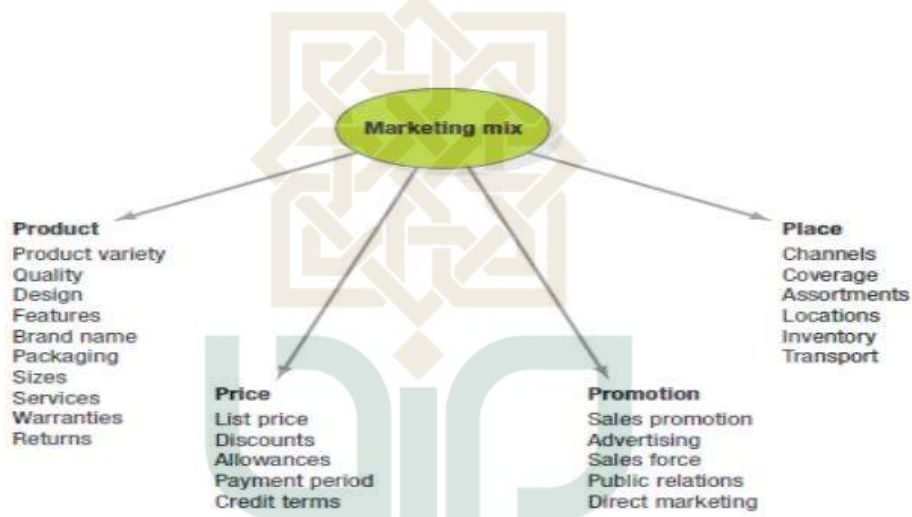 Marketing mix
Product
Product variety
Quality
Design
Features
Brand name
Packaging
Sizes
Services
Warranties
Returns
Price
List price
Discounts
Allowances
Payment period
Credit terms
Promotion
Sales promotion
Advertising
Sales force
Public relations
Direct marketing
Place
Channels
Coverage
Assortments
Locations
Inventory
Transport